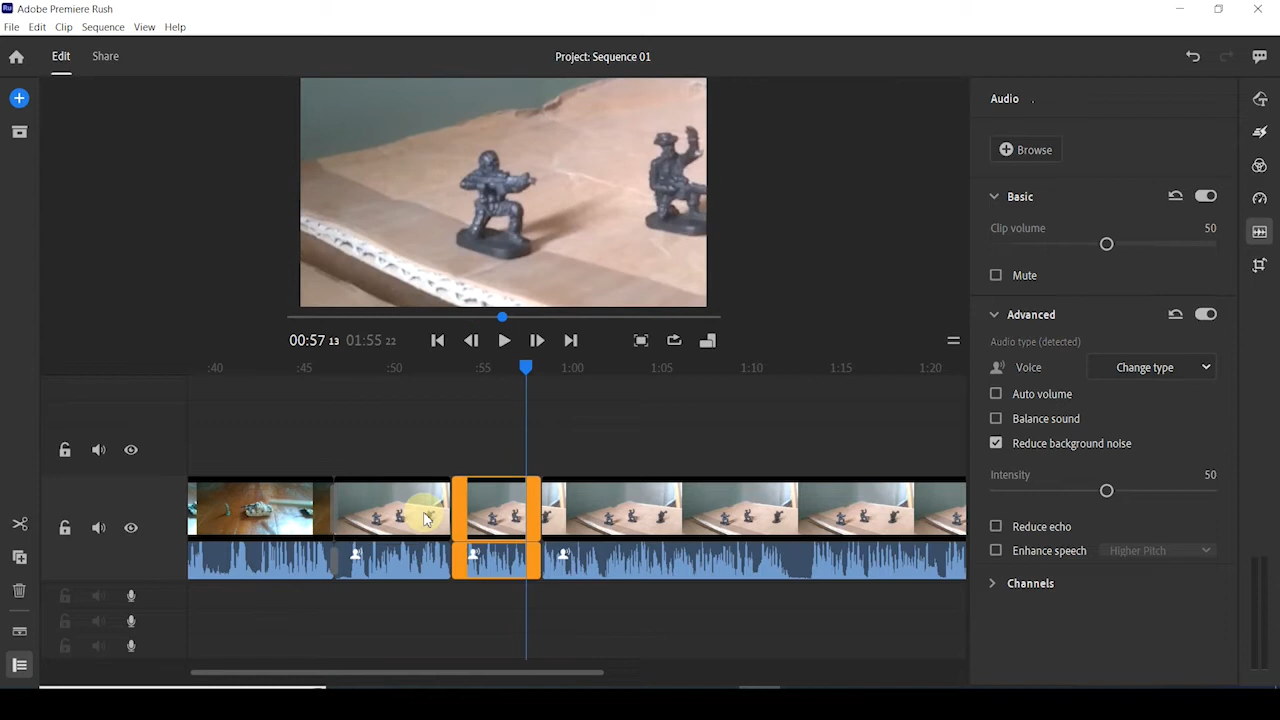 Ru Adobe Premiere Rush
File Edit Clip Sequence View Help
Edit Share Project: Sequence 01
Audio
Browse
Basic
Clip volume 50
Mute
Advanced
Audio type (detected)
Voice Change type
Auto volume
Balance sound
Reduce background noise
Intensity 50
Reduce echo
Enhance speech Higher Pitch
Channels
00:57 13 01:55 22
:40 :45 :50 :55 1:00 1:05 1:10 1:15 1:20